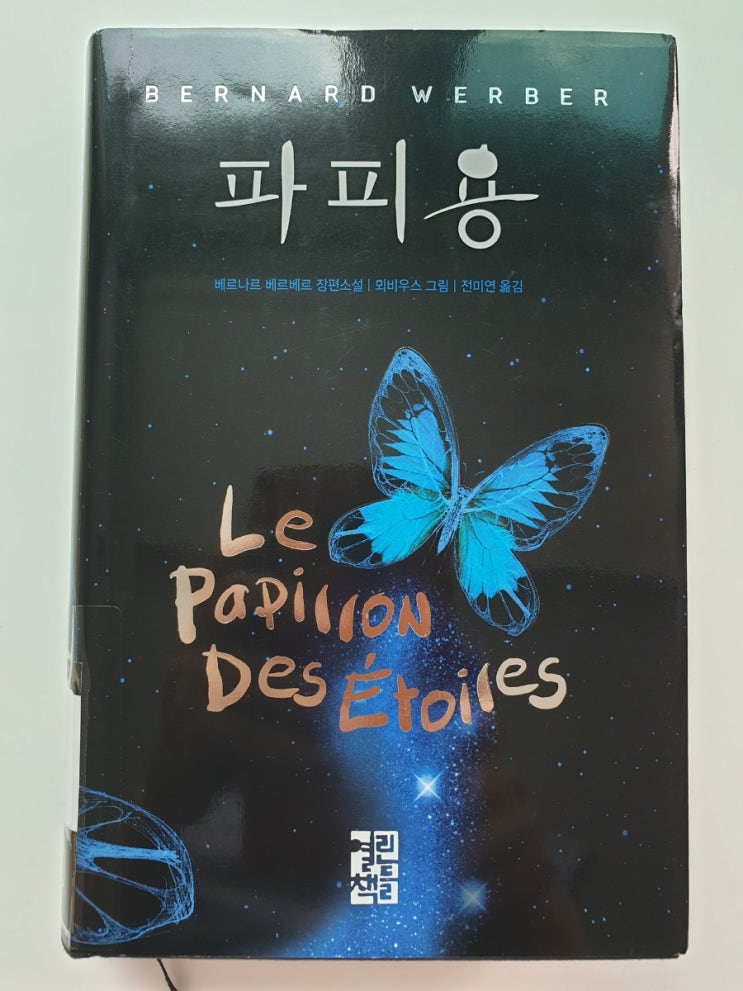 BERNARD WERBER
파피용
베르나르 베르베르 장편소설 | 뫼비우스 그림 | 전미연 옮김
Le
Papillon
Des Étoiles
열린
책들